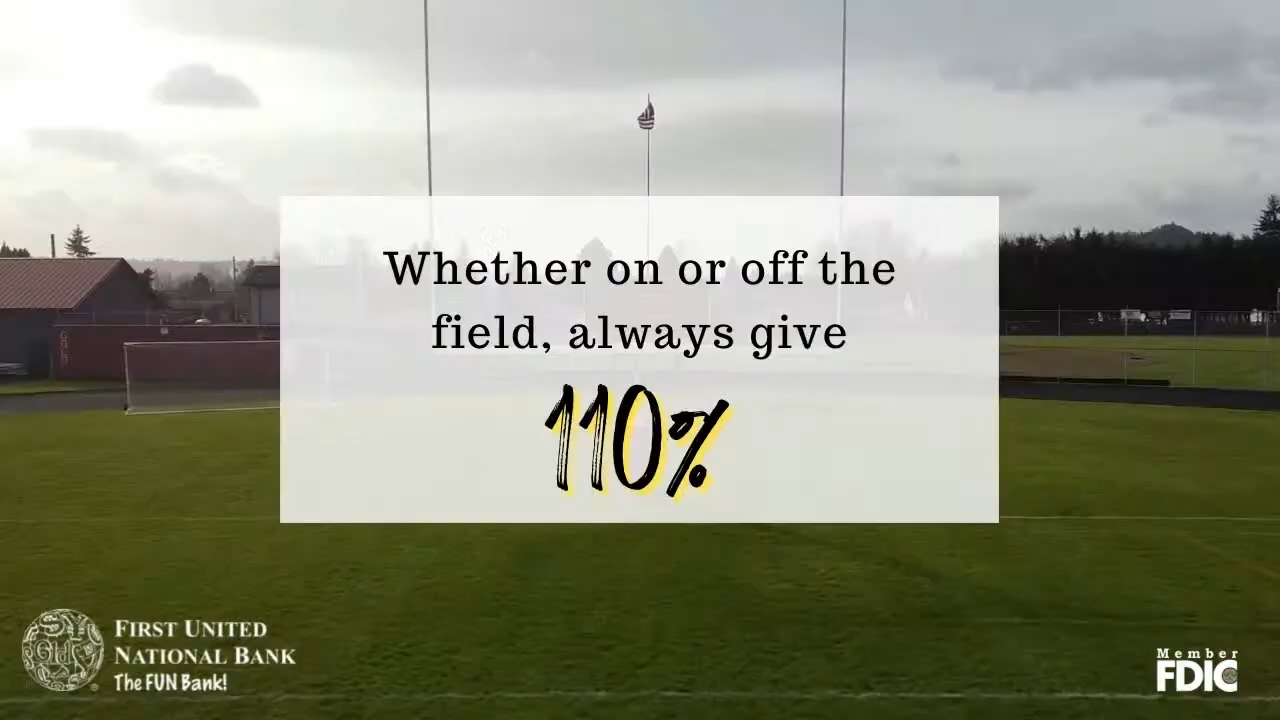 Whether on or off the
field, always give
110%
FIRST UNITED
NATIONAL BANK
The FUN Bank!
Member
FDIC